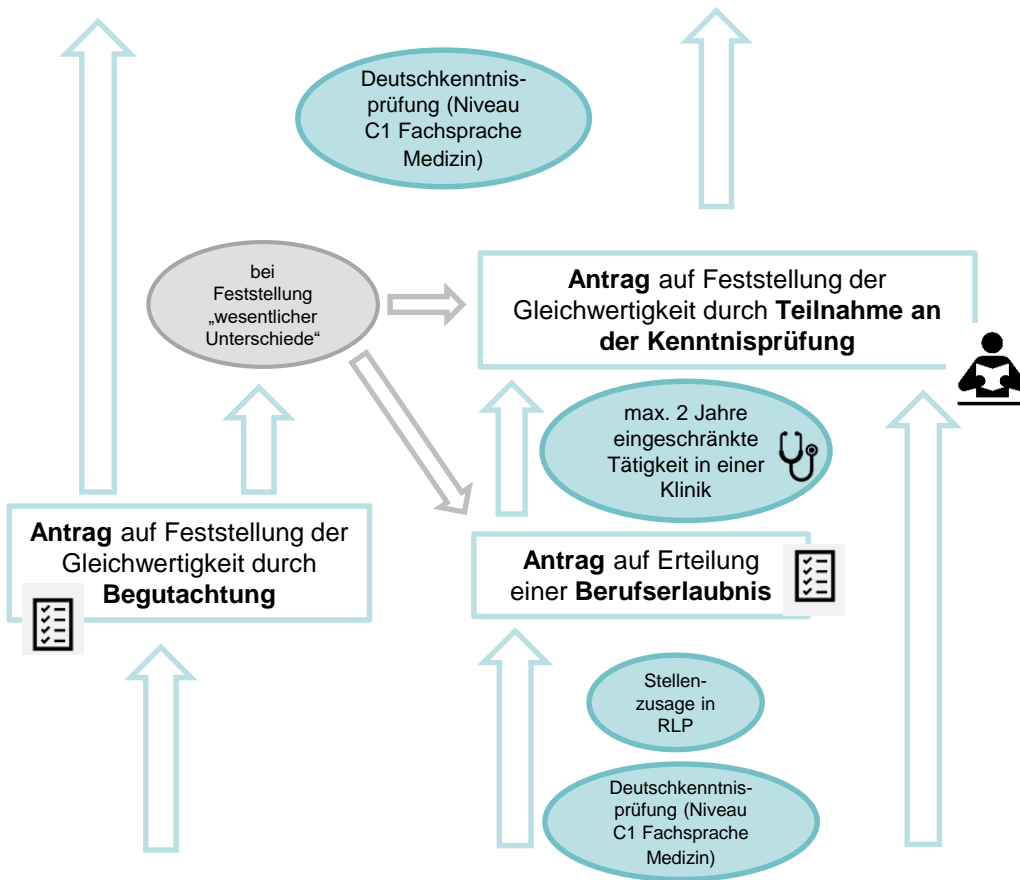 Deutschkenntnis-
prüfung (Niveau
C1 Fachsprache
Medizin)
bei
Feststellung
„wesentlicher
Unterschiede“
Antrag auf Feststellung der
Gleichwertigkeit durch Teilnahme an
der Kenntnisprüfung
max. 2 Jahre
eingeschränkte
Tätigkeit in einer
Klinik
Antrag auf Feststellung der
Gleichwertigkeit durch
Begutachtung
Antrag auf Erteilung
einer Berufserlaubnis
Stellen-
zusage in
RLP
Deutschkenntnis-
prüfung (Niveau
C1 Fachsprache
Medizin)